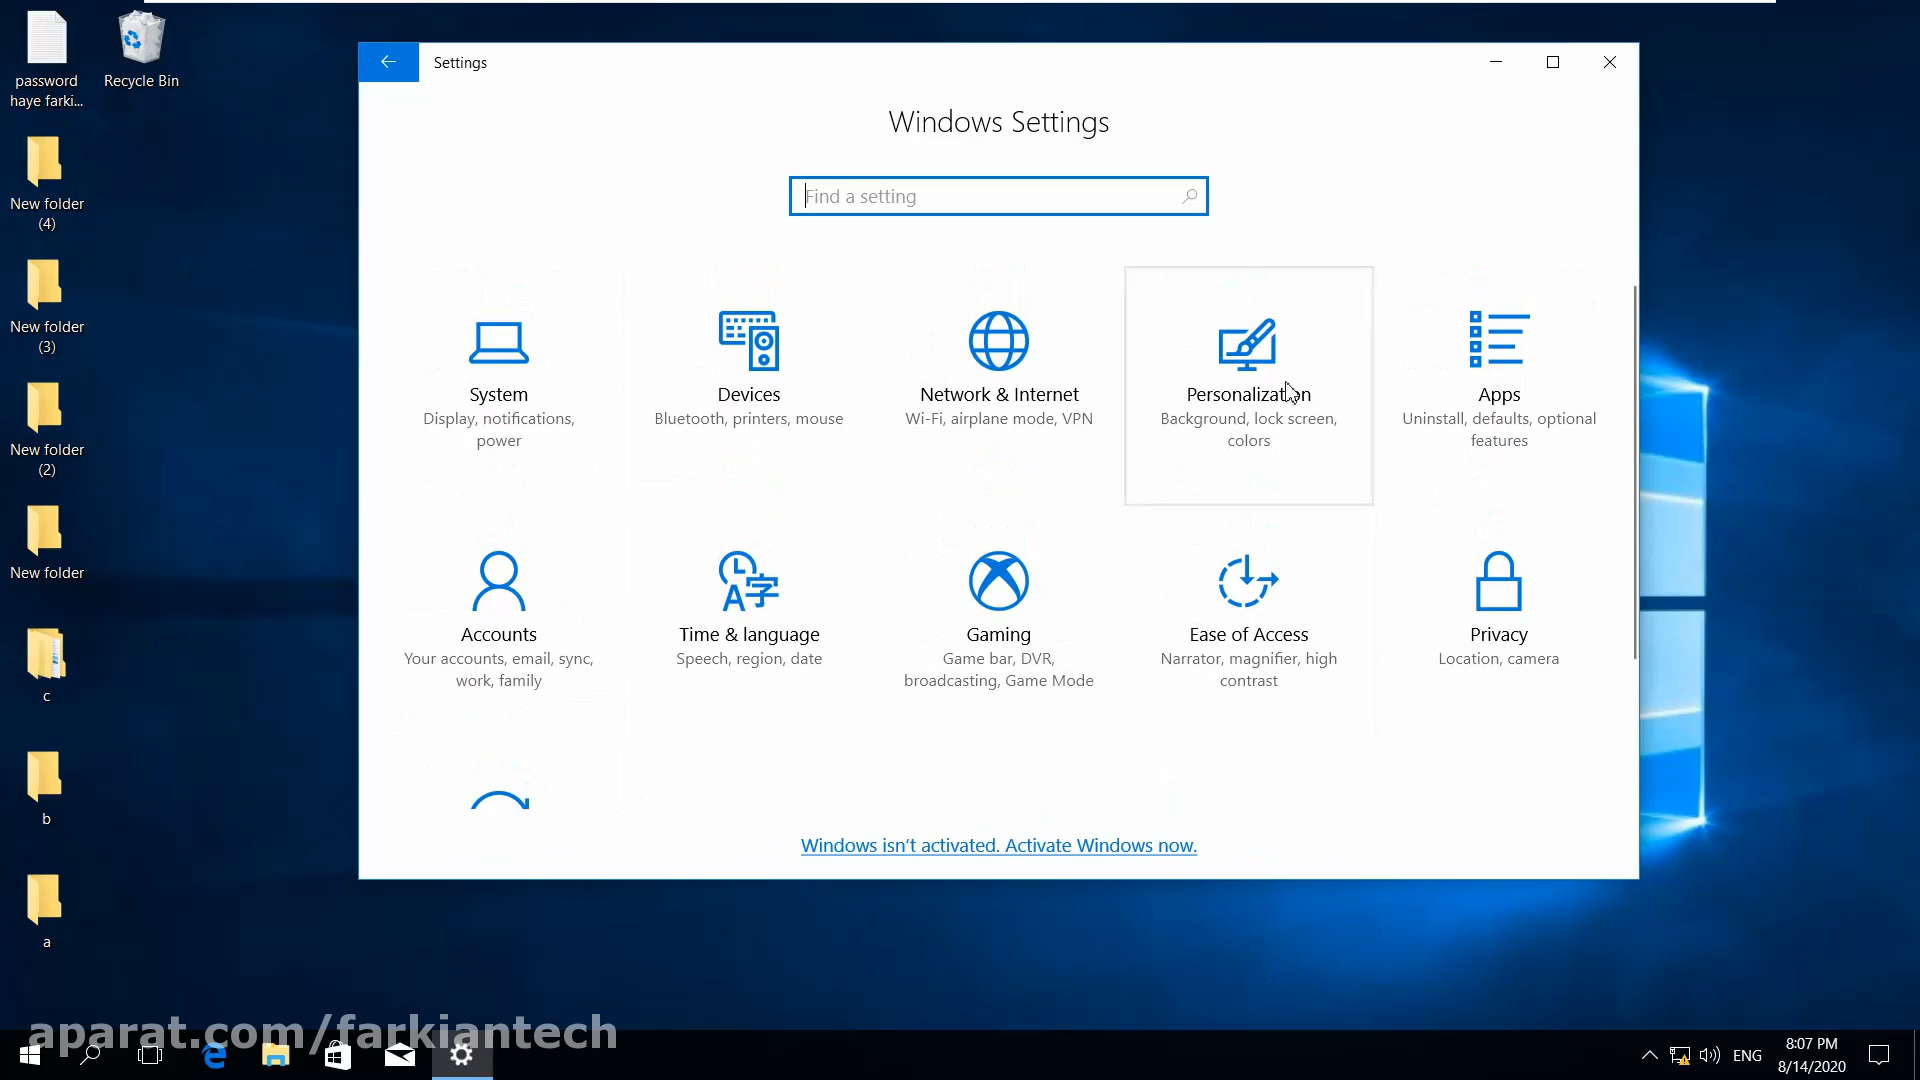 password
haye farki...
Recycle Bin
New folder
(4)
New folder
(3)
New folder
(2)
New folder
c
b
a
Settings
Windows Settings
Find a setting
System
Display, notifications,
power
Devices
Bluetooth, printers, mouse
Network & Internet
Wi-Fi, airplane mode, VPN
Personalization
Background, lock screen,
colors
Apps
Uninstall, defaults, optional
features
Accounts
Your accounts, email, sync,
work, family
Time & language
Speech, region, date
Gaming
Game bar, DVR,
broadcasting, Game Mode
Ease of Access
Narrator, magnifier, high
contrast
Privacy
Location, camera
Windows isn't activated. Activate Windows now.
aparat.com/farkiantech
ENG
8:07 PM
8/14/2020